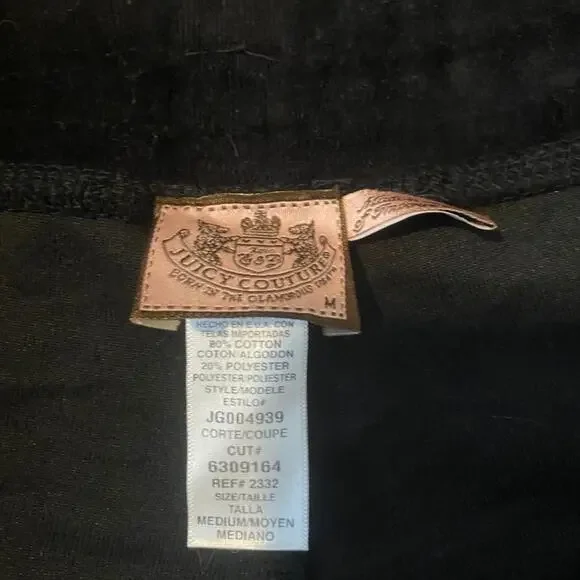 G&P
JUICY COUTURE
BORN IN THE GLAMOROUS USA
M
HECHO EN E.U.A. CON
TELAS IMPORTADAS
80% COTTON
COTON/ALGODON
20% POLYESTER
POLYESTER/POLIESTER
STYLE/MODELE
ESTILO#
JG004939
CORTE/COUPE
CUT#
6309164
REF# 2332
SIZE/TAILLE
TALLA
MEDIUM/MOYEN
MEDIANO